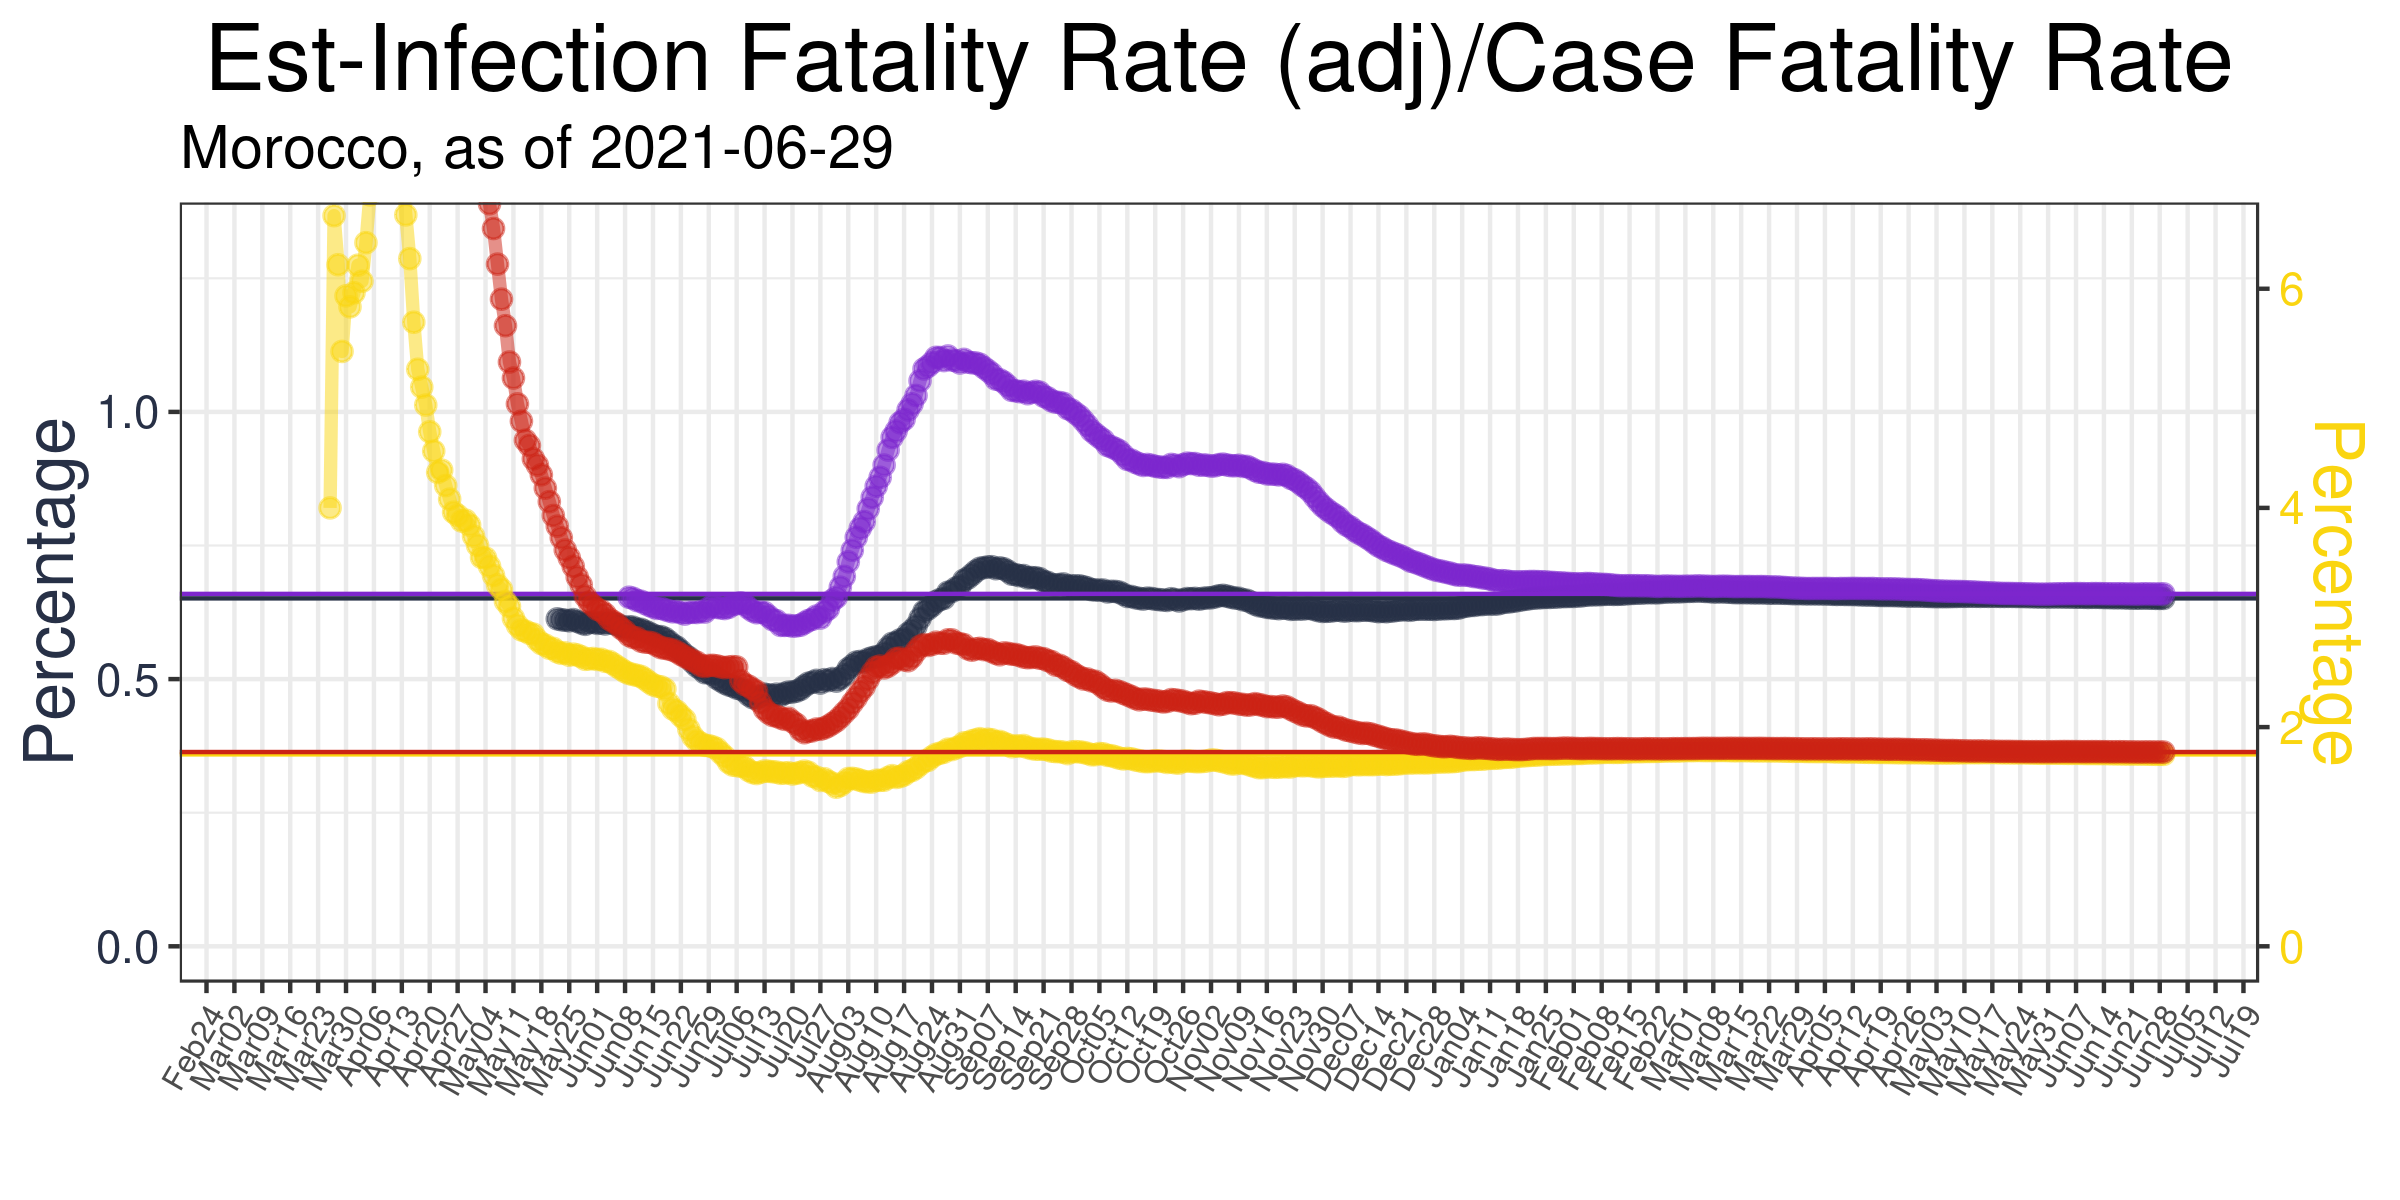 Est-Infection Fatality Rate (adj)/Case Fatality Rate
Morocco, as of 2021-06-29
Percentage
1.0
0.5
0.0
6
4
2
0
Percentage
Feb24
Mar02
Mar09
Mar16
Mar23
Mar30
Apr06
Apr13
Apr20
Apr27
May04
May11
May18
May25
Jun01
Jun08
Jun15
Jun22
Jun29
Jul06
Jul13
Jul20
Jul27
Aug03
Aug10
Aug17
Aug24
Aug31
Sep07
Sep14
Sep21
Sep28
Oct05
Oct12
Oct19
Oct26
Nov02
Nov09
Nov16
Nov23
Nov30
Dec07
Dec14
Dec21
Dec28
Jan04
Jan11
Jan18
Jan25
Feb01
Feb08
Feb15
Feb22
Mar01
Mar08
Mar15
Mar22
Mar29
Apr05
Apr12
Apr19
Apr26
May03
May10
May17
May24
May31
Jun07
Jun14
Jun21
Jun28
Jul05
Jul12
Jul19